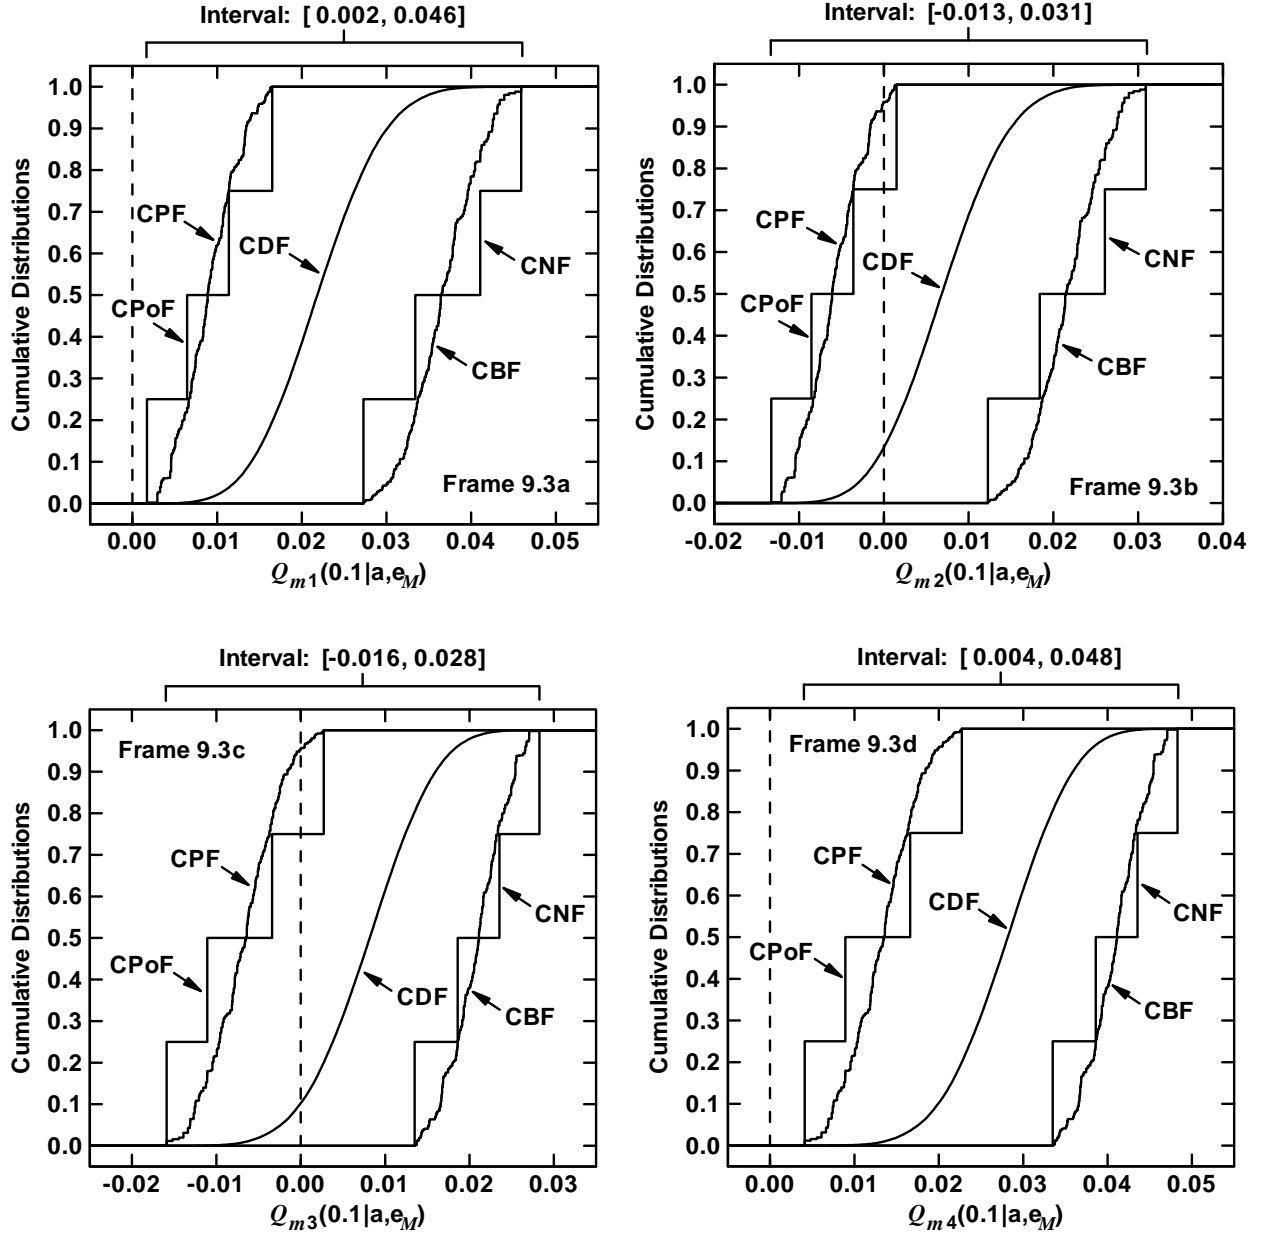 Interval: [ 0.002, 0.046]
1.0
0.9
0.8
0.7
0.6
0.5
0.4
0.3
0.2
0.1
0.0
Cumulative Distributions
CPF
CDF
CPoF
CNF
CBF
Frame 9.3a
0.00 0.01 0.02 0.03 0.04 0.05
Qm1(0.1|a,eM)
Interval: [-0.013, 0.031]
1.0
0.9
0.8
0.7
0.6
0.5
0.4
0.3
0.2
0.1
0.0
Cumulative Distributions
CPF
CDF
CPoF
CNF
CBF
Frame 9.3b
-0.02 -0.01 0.00 0.01 0.02 0.03 0.04
Qm2(0.1|a,eM)
Interval: [-0.016, 0.028]
1.0
0.9
0.8
0.7
0.6
0.5
0.4
0.3
0.2
0.1
0.0
Cumulative Distributions
Frame 9.3c
CPF
CPoF
CDF
CNF
CBF
-0.02 -0.01 0.00 0.01 0.02 0.03
Qm3(0.1|a,eM)
Interval: [ 0.004, 0.048]
1.0
0.9
0.8
0.7
0.6
0.5
0.4
0.3
0.2
0.1
0.0
Cumulative Distributions
Frame 9.3d
CPF
CDF
CPoF
CNF
CBF
0.00 0.01 0.02 0.03 0.04 0.05
Qm4(0.1|a,eM)